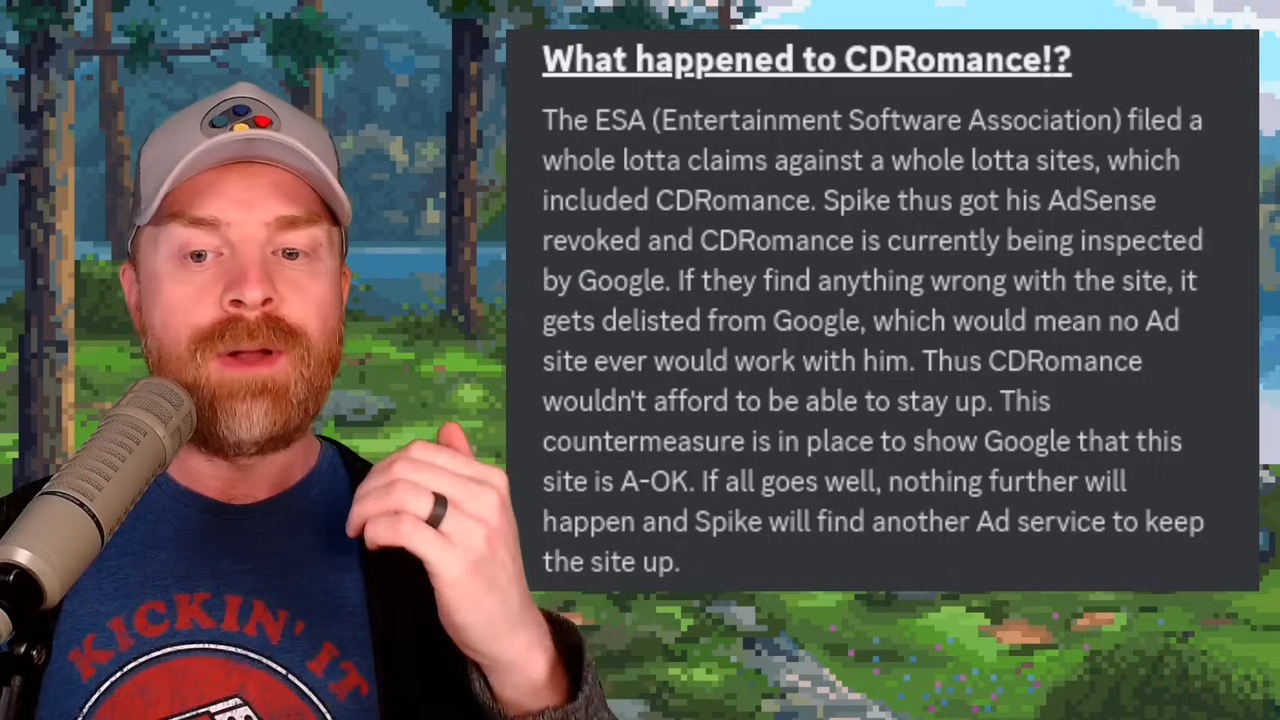 What happened to CDRomance!?
The ESA (Entertainment Software Association) filed a
whole lotta claims against a whole lotta sites, which
included CDRomance. Spike thus got his AdSense
revoked and CDRomance is currently being inspected
by Google. If they find anything wrong with the site, it
gets delisted from Google, which would mean no Ad
site ever would work with him. Thus CDRomance
wouldn't afford to be able to stay up. This
countermeasure is in place to show Google that this
site is A-OK. If all goes well, nothing further will
happen and Spike will find another Ad service to keep
the site up.
KICKIN' IT